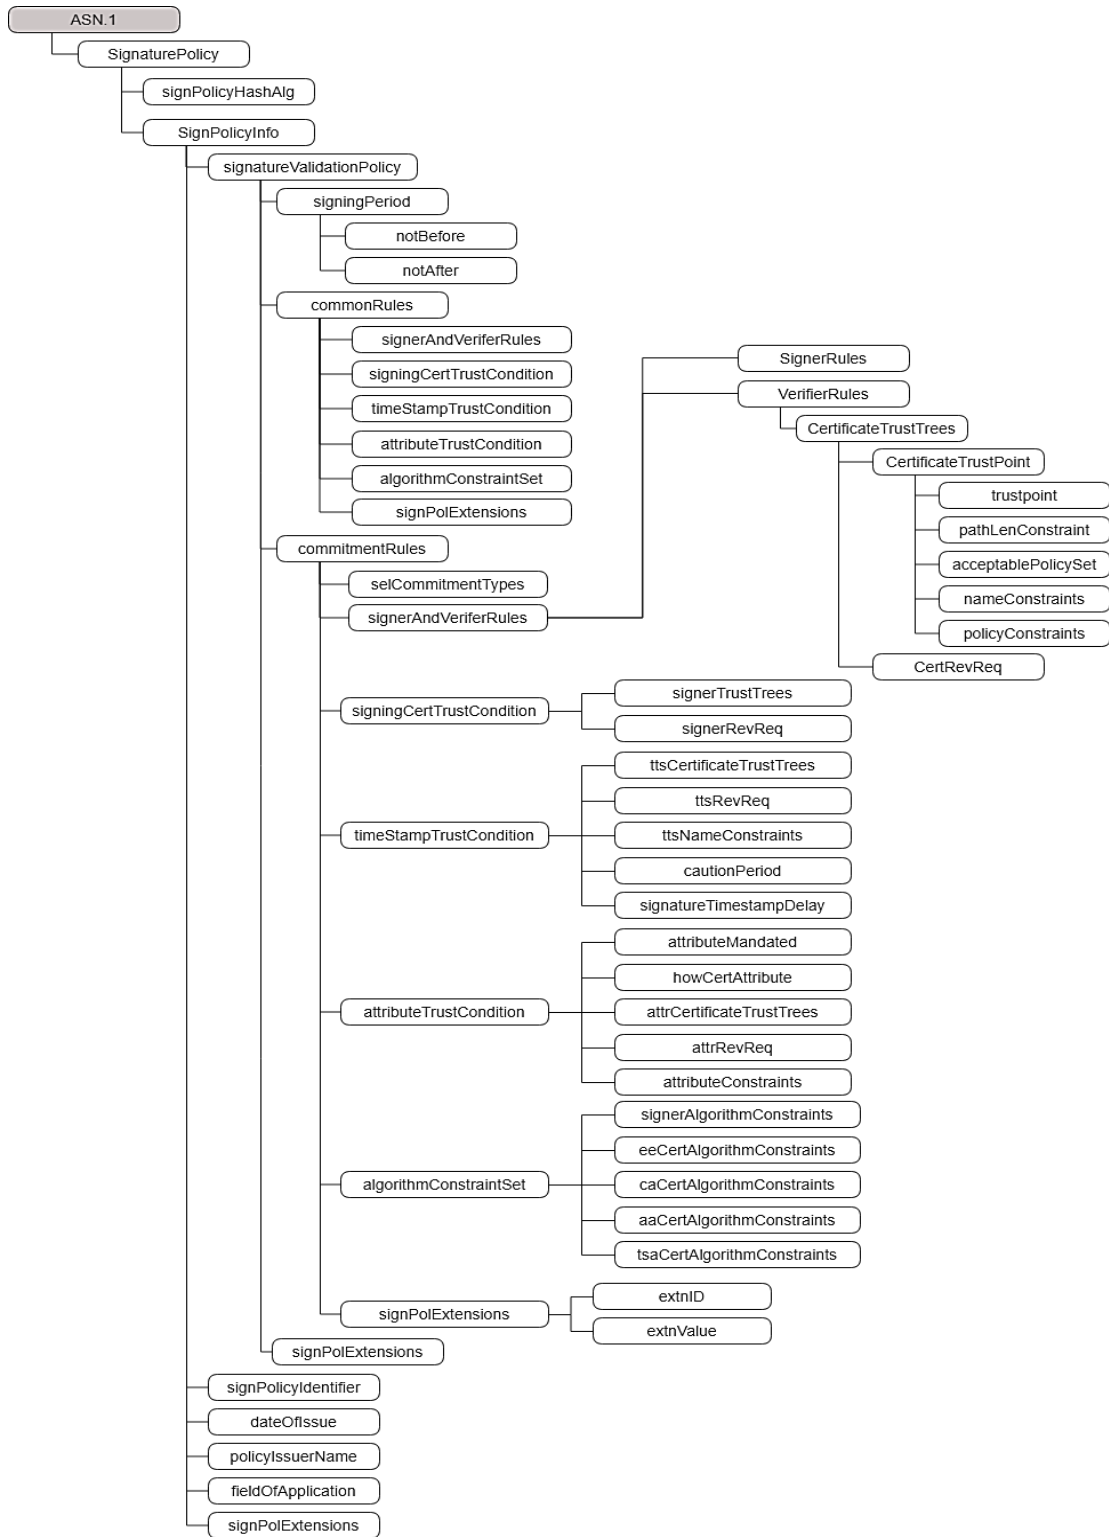 ASN.1
SignaturePolicy
signPolicyHashAlg
SignPolicyInfo
signatureValidationPolicy
signingPeriod
notBefore
notAfter
commonRules
signerAndVeriferRules
signingCertTrustCondition
timeStampTrustCondition
attributeTrustCondition
algorithmConstraintSet
signPolExtensions
commitmentRules
selCommitmentTypes
signerAndVeriferRules
SignerRules
VerifierRules
CertificateTrustTrees
CertificateTrustPoint
trustpoint
pathLenConstraint
acceptablePolicySet
nameConstraints
policyConstraints
CertRevReq
signingCertTrustCondition
signerTrustTrees
signerRevReq
timeStampTrustCondition
ttsCertificateTrustTrees
ttsRevReq
ttsNameConstraints
cautionPeriod
signatureTimestampDelay
attributeTrustCondition
attributeMandated
howCertAttribute
attrCertificateTrustTrees
attrRevReq
attributeConstraints
algorithmConstraintSet
signerAlgorithmConstraints
eeCertAlgorithmConstraints
caCertAlgorithmConstraints
aaCertAlgorithmConstraints
tsaCertAlgorithmConstraints
signPolExtensions
extnID
extnValue
signPolExtensions
signPolicyIdentifier
dateOfIssue
policyIssuerName
fieldOfApplication
signPolExtensions